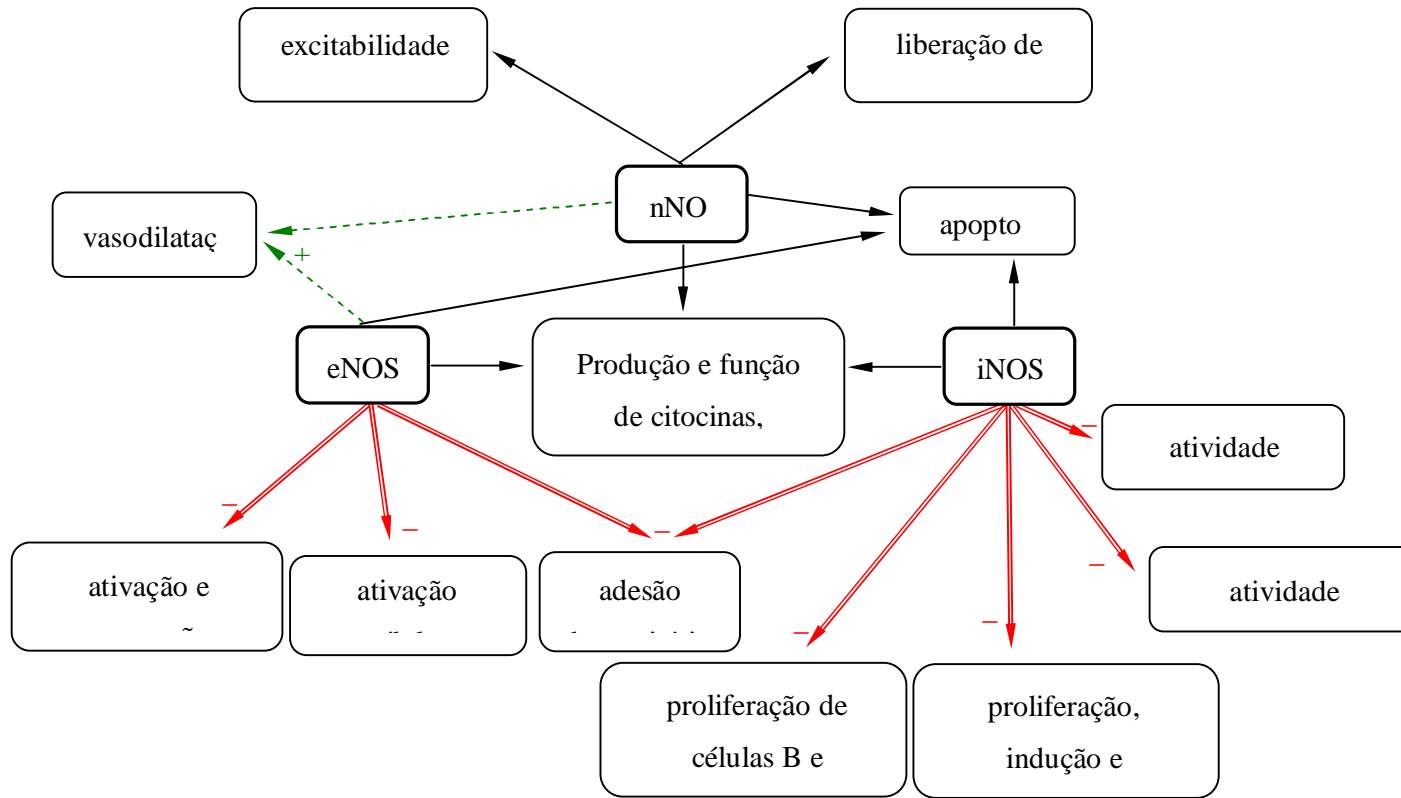 excitabilidade
liberação de
nNO
vasodilataç
apopto
+
eNOS
Produção e função
de citocinas,
iNOS
atividade
–
–
–
–
–
–
–
–
ativação e
ativação
adesão
atividade
proliferação de
células B e
proliferação,
indução e